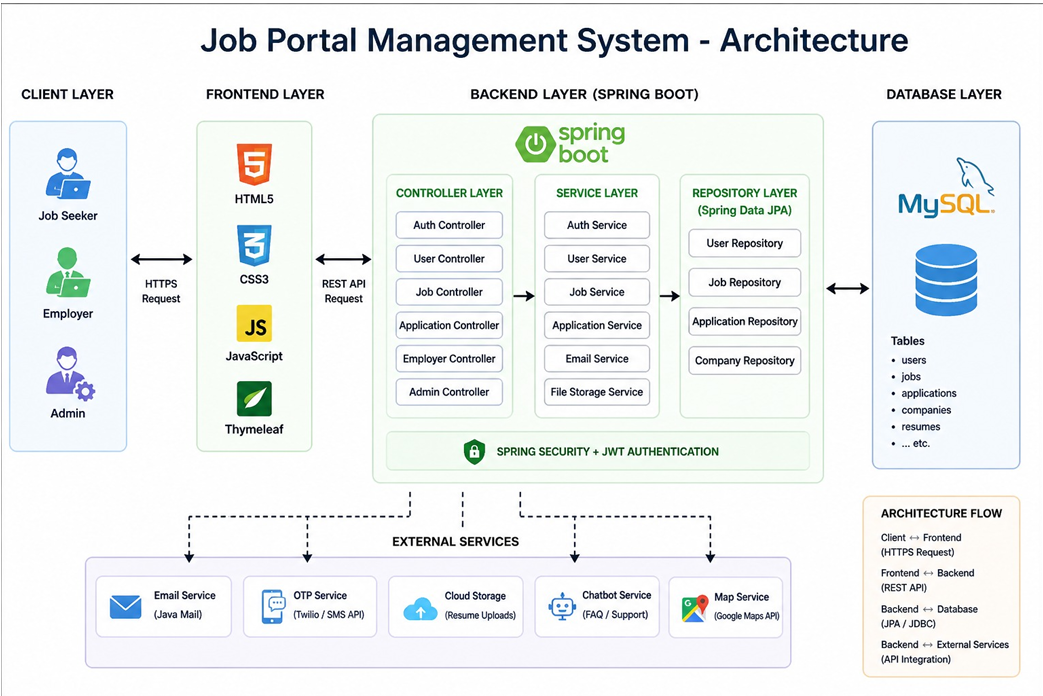 Job Portal Management System - Architecture
CLIENT LAYER
Job Seeker
Employer
Admin
HTTPS
Request
FRONTEND LAYER
5
HTML5
3
CSS3
JS
JavaScript
Thymeleaf
REST API
Request
BACKEND LAYER (SPRING BOOT)
spring
boot
CONTROLLER LAYER
Auth Controller
User Controller
Job Controller
Application Controller
Employer Controller
Admin Controller
SERVICE LAYER
Auth Service
User Service
Job Service
Application Service
Email Service
File Storage Service
REPOSITORY LAYER
(Spring Data JPA)
User Repository
Job Repository
Application Repository
Company Repository
SPRING SECURITY + JWT AUTHENTICATION
DATABASE LAYER
MySQL.
Tables
• users
• jobs
• applications
• companies
• resumes
• ... etc.
EXTERNAL SERVICES
Email Service
(Java Mail)
OTP Service
(Twilio / SMS API)
Cloud Storage
(Resume Uploads)
Chatbot Service
(FAQ / Support)
G
Map Service
(Google Maps API)
ARCHITECTURE FLOW
Client ↔ Frontend
(HTTPS Request)
Frontend ↔ Backend
(REST API)
Backend ↔ Database
(JPA / JDBC)
Backend ↔ External Services
(API Integration)